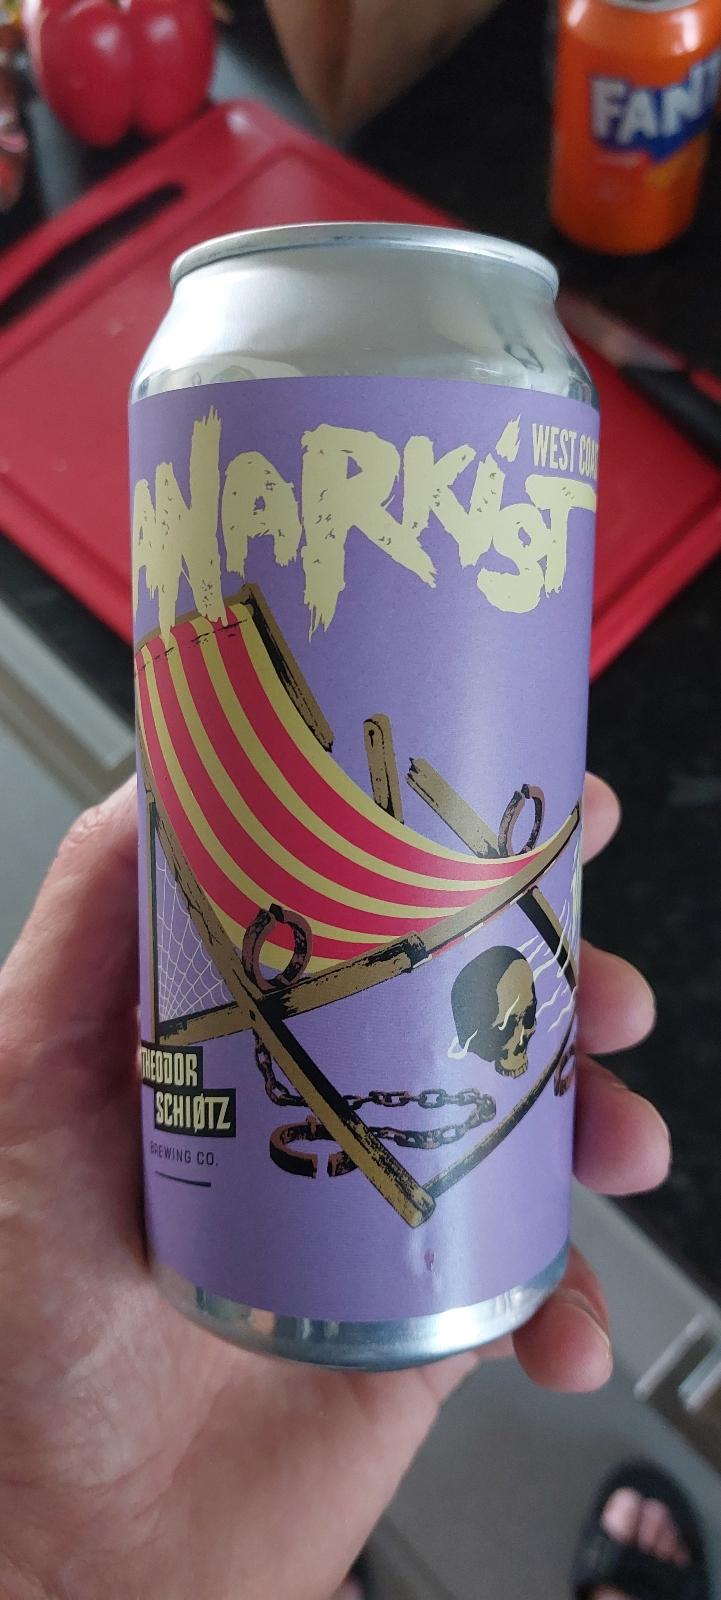 FANT
WEST COA
ANARKIST
THEODOR
SCHIØTZ
BREWING CO.